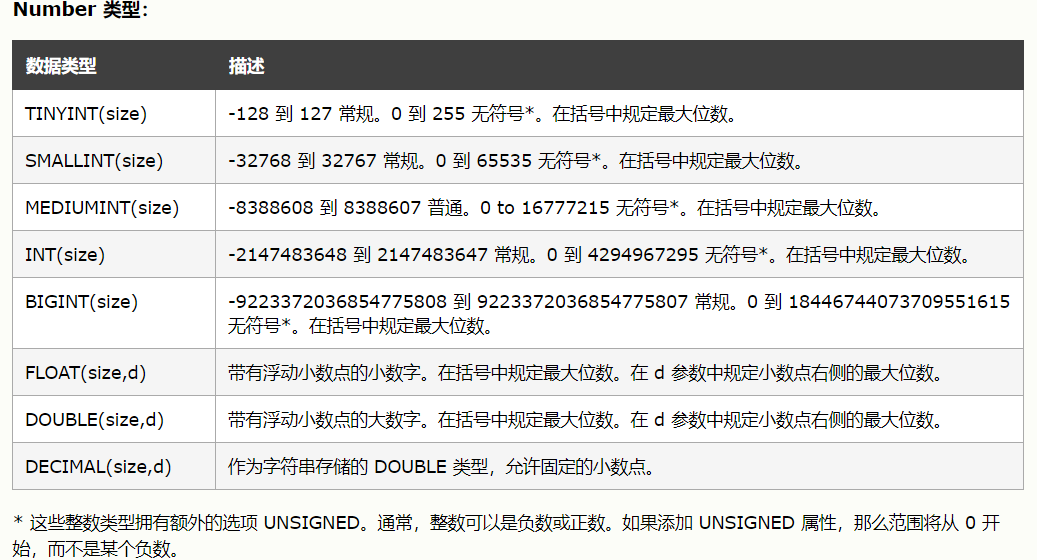 Number 类型：
数据类型 描述
TINYINT(size) -128 到 127 常规。0 到 255 无符号*。在括号中规定最大位数。
SMALLINT(size) -32768 到 32767 常规。0 到 65535 无符号*。在括号中规定最大位数。
MEDIUMINT(size) -8388608 到 8388607 普通。0 to 16777215 无符号*。在括号中规定最大位数。
INT(size) -2147483648 到 2147483647 常规。0 到 4294967295 无符号*。在括号中规定最大位数。
BIGINT(size) -9223372036854775808 到 9223372036854775807 常规。0 到 18446744073709551615
无符号*。在括号中规定最大位数。
FLOAT(size,d) 带有浮动小数点的小数字。在括号中规定最大位数。在 d 参数中规定小数点右侧的最大位数。
DOUBLE(size,d) 带有浮动小数点的大数字。在括号中规定最大位数。在 d 参数中规定小数点右侧的最大位数。
DECIMAL(size,d) 作为字符串存储的 DOUBLE 类型，允许固定的小数点。
* 这些整数类型拥有额外的选项 UNSIGNED。通常，整数可以是负数或正数。如果添加 UNSIGNED 属性，那么范围将从 0 开
始，而不是某个负数。